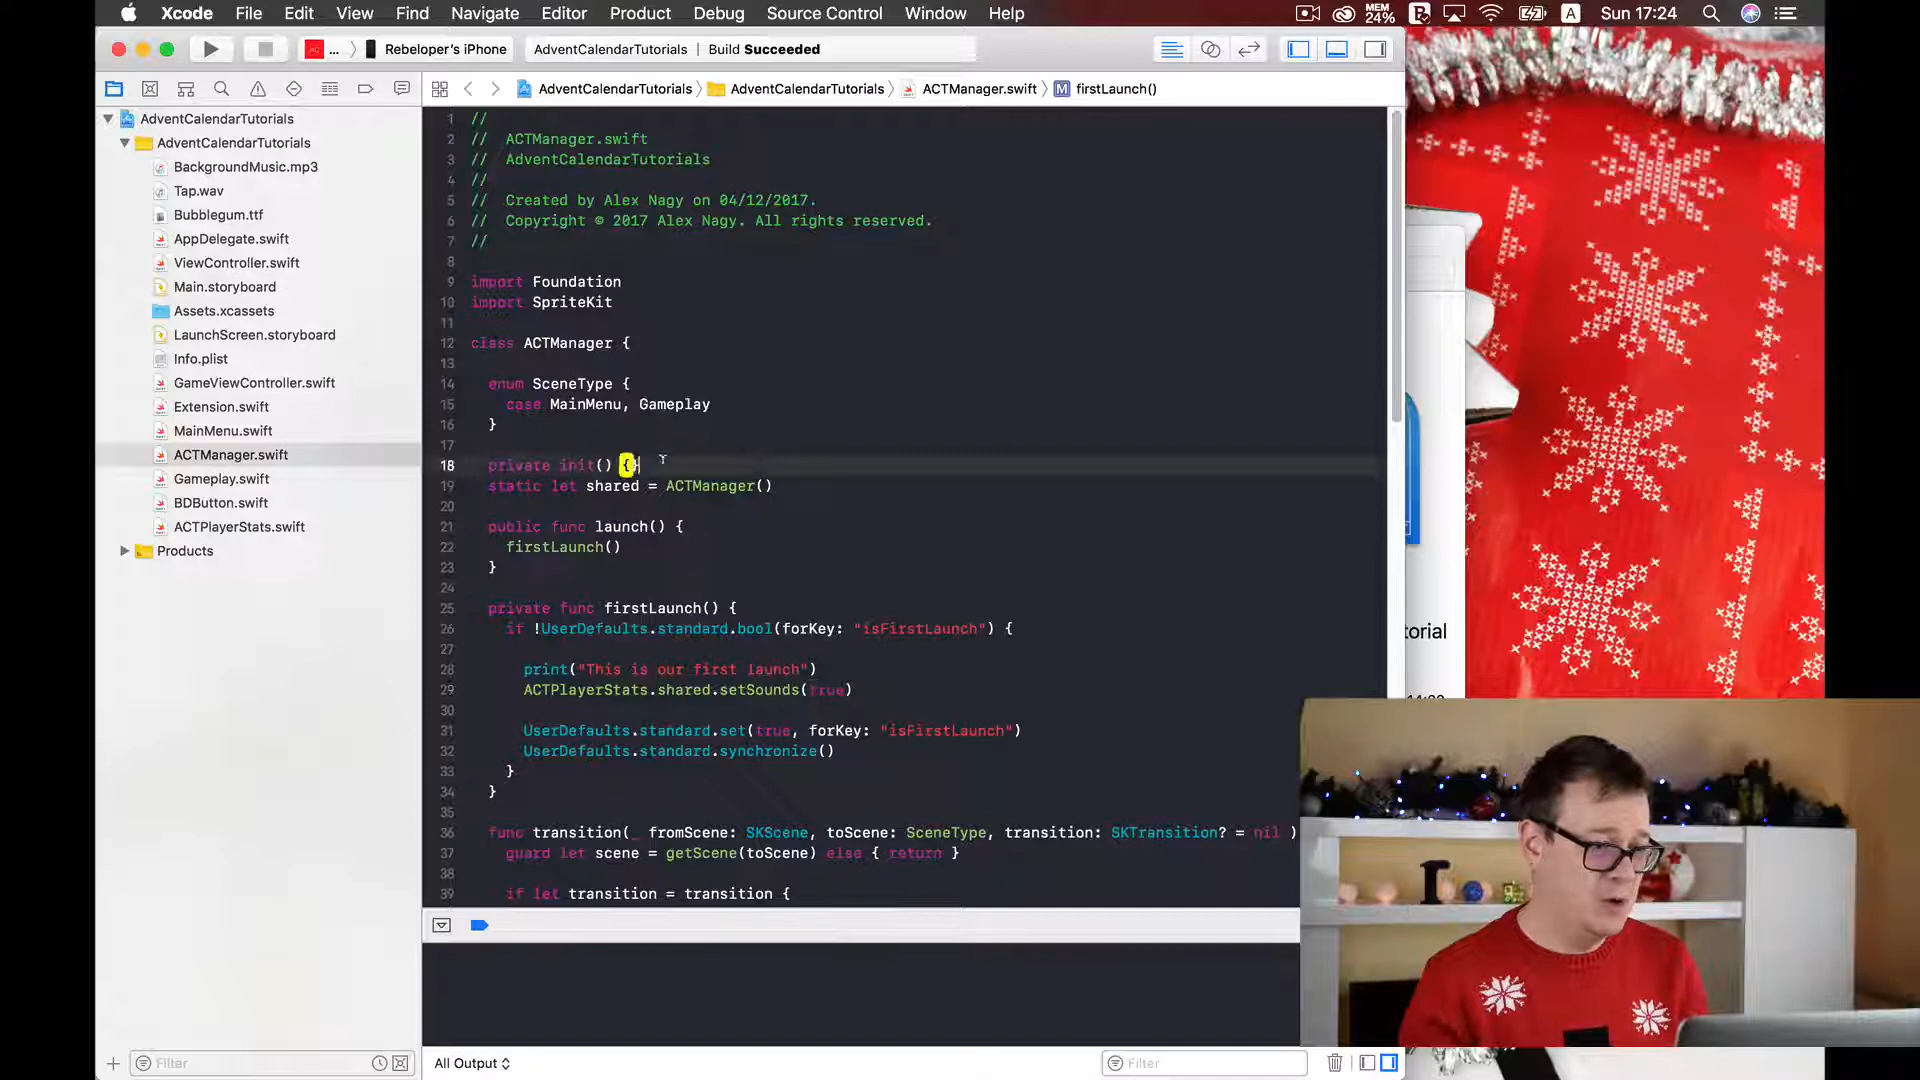 Xcode File Edit View Find Navigate Editor Product Debug Source Control Window Help MEM 24% A Sun 17:24
... Rebeloper's iPhone AdventCalendarTutorials | Build Succeeded
AdventCalendarTutorials AdventCalendarTutorials ACTManager.swift M firstLaunch()
AdventCalendarTutorials
AdventCalendarTutorials
BackgroundMusic.mp3
Tap.wav
Bubblegum.ttf
AppDelegate.swift
ViewController.swift
Main.storyboard
Assets.xcassets
LaunchScreen.storyboard
Info.plist
GameViewController.swift
Extension.swift
MainMenu.swift
ACTManager.swift
Gameplay.swift
BDButton.swift
ACTPlayerStats.swift
Products
Filter
1 //
2 // ACTManager.swift
3 // AdventCalendarTutorials
4 //
5 // Created by Alex Nagy on 04/12/2017.
6 // Copyright © 2017 Alex Nagy. All rights reserved.
7 //
8
9 import Foundation
10 import SpriteKit
11
12 class ACTManager {
13
14 enum SceneType {
15 case MainMenu, Gameplay
16 }
17
18 private init() {}
19 static let shared = ACTManager()
20
21 public func launch() {
22 firstLaunch()
23 }
24
25 private func firstLaunch() {
26 if !UserDefaults.standard.bool(forKey: "isFirstLaunch") {
27
28 print("This is our first launch")
29 ACTPlayerStats.shared.setSounds(true)
30
31 UserDefaults.standard.set(true, forKey: "isFirstLaunch")
32 UserDefaults.standard.synchronize()
33 }
34 }
35
36 func transition(_ fromScene: SKScene, toScene: SceneType, transition: SKTransition? = nil )
37 guard let scene = getScene(toScene) else { return }
38
39 if let transition = transition {
All Output
Filter
torial